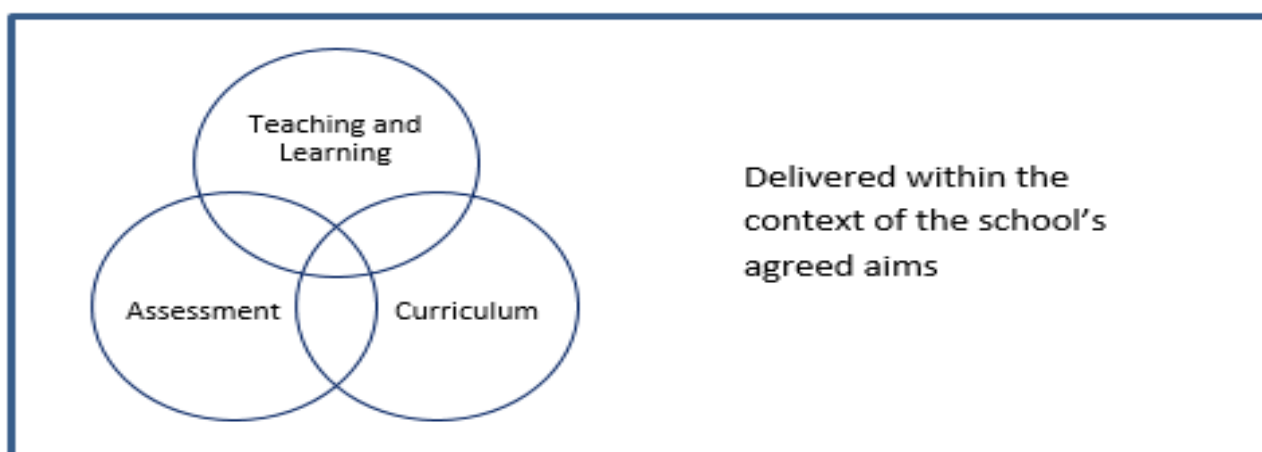 Teaching and
Learning
Assessment
Curriculum
Delivered within the
context of the school’s
agreed aims